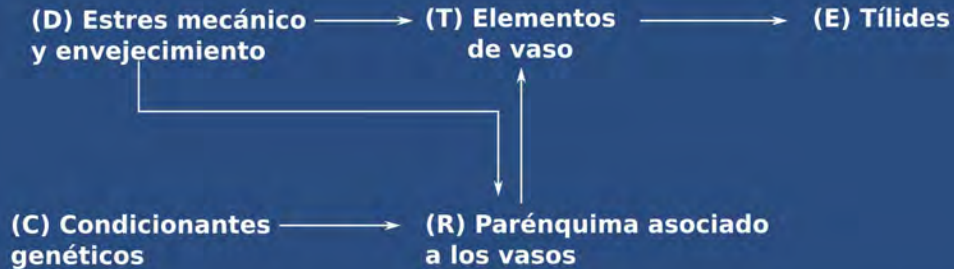 (D) Estres mecánico
y envejecimiento
(T) Elementos
de vaso
(E) Tílides
(C) Condicionantes
genéticos
(R) Parénquima asociado
a los vasos